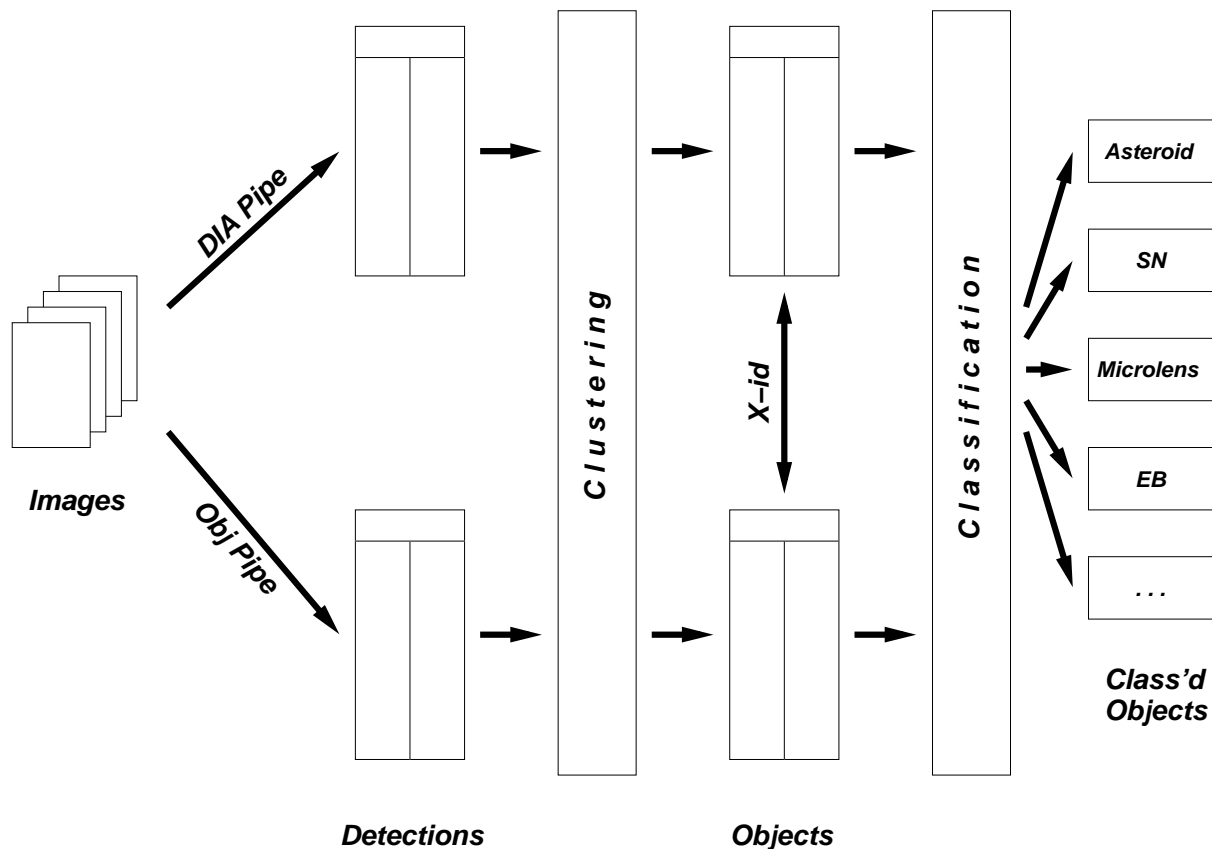 DIA Pipe
Obj Pipe
Images
Detections
Clustering
X–id
Objects
Classification
Asteroid
SN
Microlens
EB
. . .
Class'd
Objects